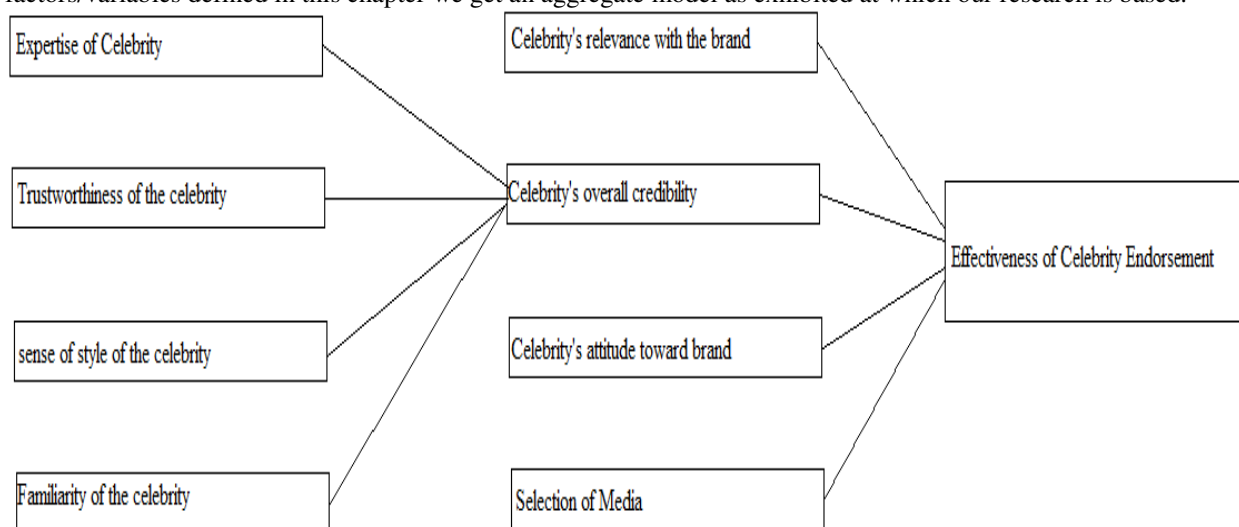 factors/variables defined in this chapter we get an aggregate model as exhibited at which our research is based.
Expertise of Celebrity
Celebrity's relevance with the brand
Trustworthiness of the celebrity
Celebrity's overall credibility
Effectiveness of Celebrity Endorsement
sense of style of the celebrity
Celebrity's attitude toward brand
Familiarity of the celebrity
Selection of Media